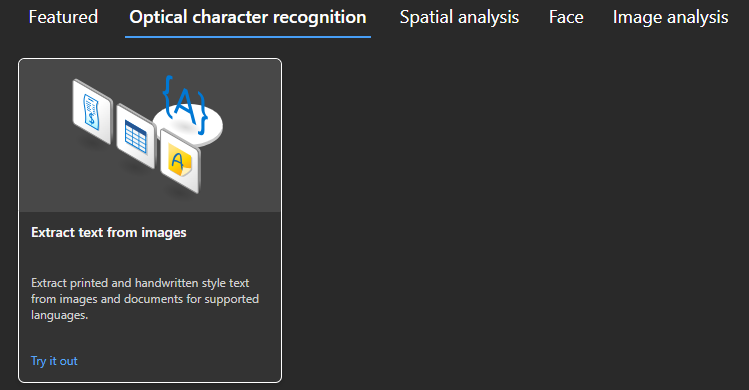 Featured Optical character recognition Spatial analysis Face Image analysis
{A}
A
Extract text from images
Extract printed and handwritten style text
from images and documents for supported
languages.
Try it out